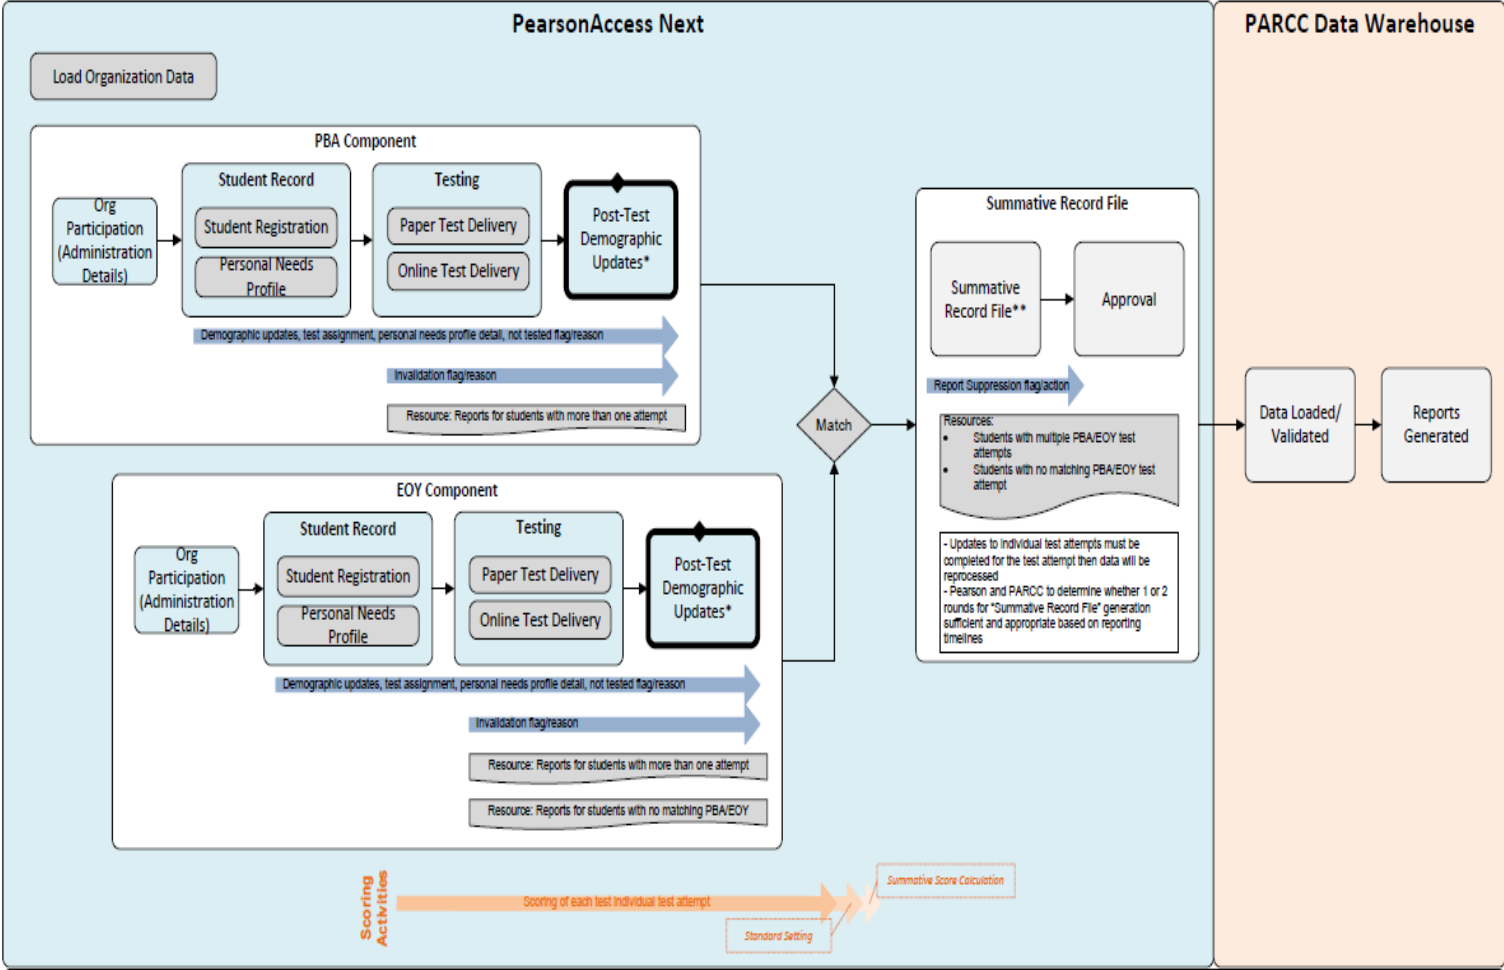 PearsonAccess Next
PARCC Data Warehouse
Load Organization Data
PBA Component
Org
Participation
(Administration
Details)
Student Record
Student Registration
Personal Needs
Profile
Testing
Paper Test Delivery
Online Test Delivery
Post-Test
Demographic
Updates*
Demographic updates, test assignment, personal needs profile detail, not tested flag/reason
Invalidation flag/reason
Resource: Reports for students with more than one attempt
EOY Component
Org
Participation
(Administration
Details)
Student Record
Student Registration
Personal Needs
Profile
Testing
Paper Test Delivery
Online Test Delivery
Post-Test
Demographic
Updates*
Demographic updates, test assignment, personal needs profile detail, not tested flag/reason
Invalidation flag/reason
Resource: Reports for students with more than one attempt
Resource: Reports for students with no matching PBA/EOY
Match
Summative Record File
Summative
Record File**
Approval
Report Suppression flag/action
Resources:
• Students with multiple PBA/EOY test
attempts
• Students with no matching PBA/EOY test
attempt
- Updates to individual test attempts must be
completed for the test attempt then data will be
reprocessed
- Pearson and PARCC to determine whether 1 or 2
rounds for "Summative Record File" generation
sufficient and appropriate based on reporting
timelines
Data Loaded/
Validated
Reports
Generated
Scoring
Activities
Scoring of each test individual test attempt
Summative Score Calculation
Standard Setting